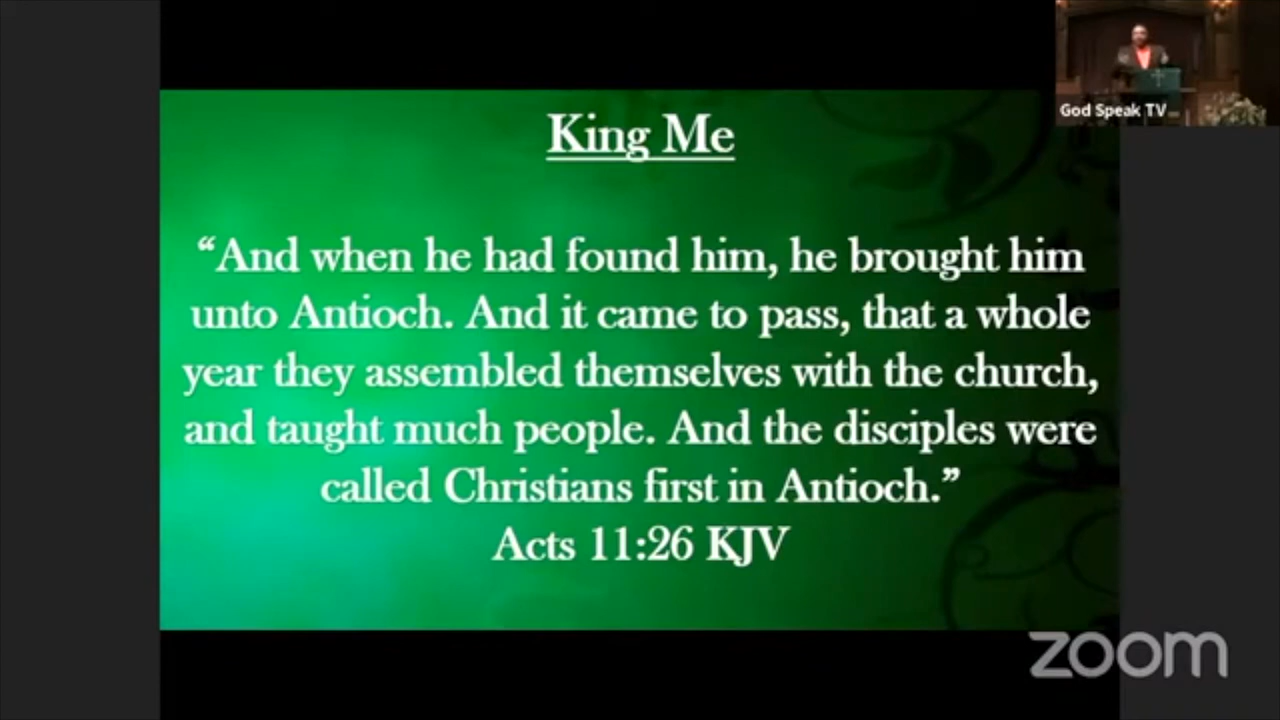 King Me
“And when he had found him, he brought him
unto Antioch. And it came to pass, that a whole
year they assembled themselves with the church,
and taught much people. And the disciples were
called Christians first in Antioch.”
Acts 11:26 KJV
God Speak TV
zoom